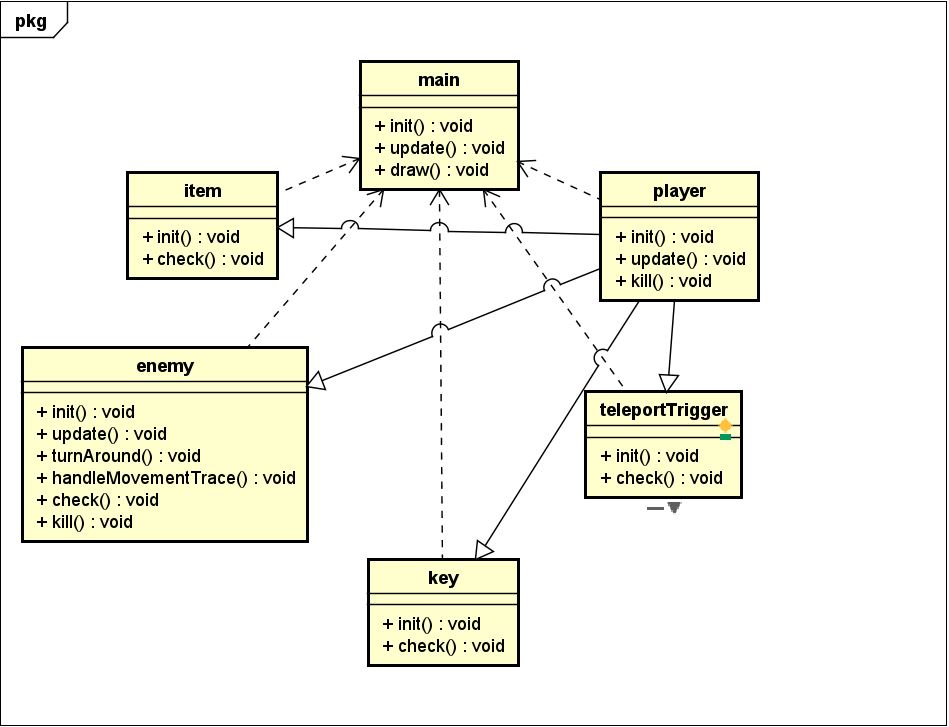 pkg
main
+ init() : void
+ update() : void
+ draw() : void
item
+ init() : void
+ check() : void
player
+ init() : void
+ update() : void
+ kill() : void
enemy
+ init() : void
+ update() : void
+ turnAround() : void
+ handleMovementTrace() : void
+ check() : void
+ kill() : void
teleportTrigger
+ init() : void
+ check() : void
key
+ init() : void
+ check() : void